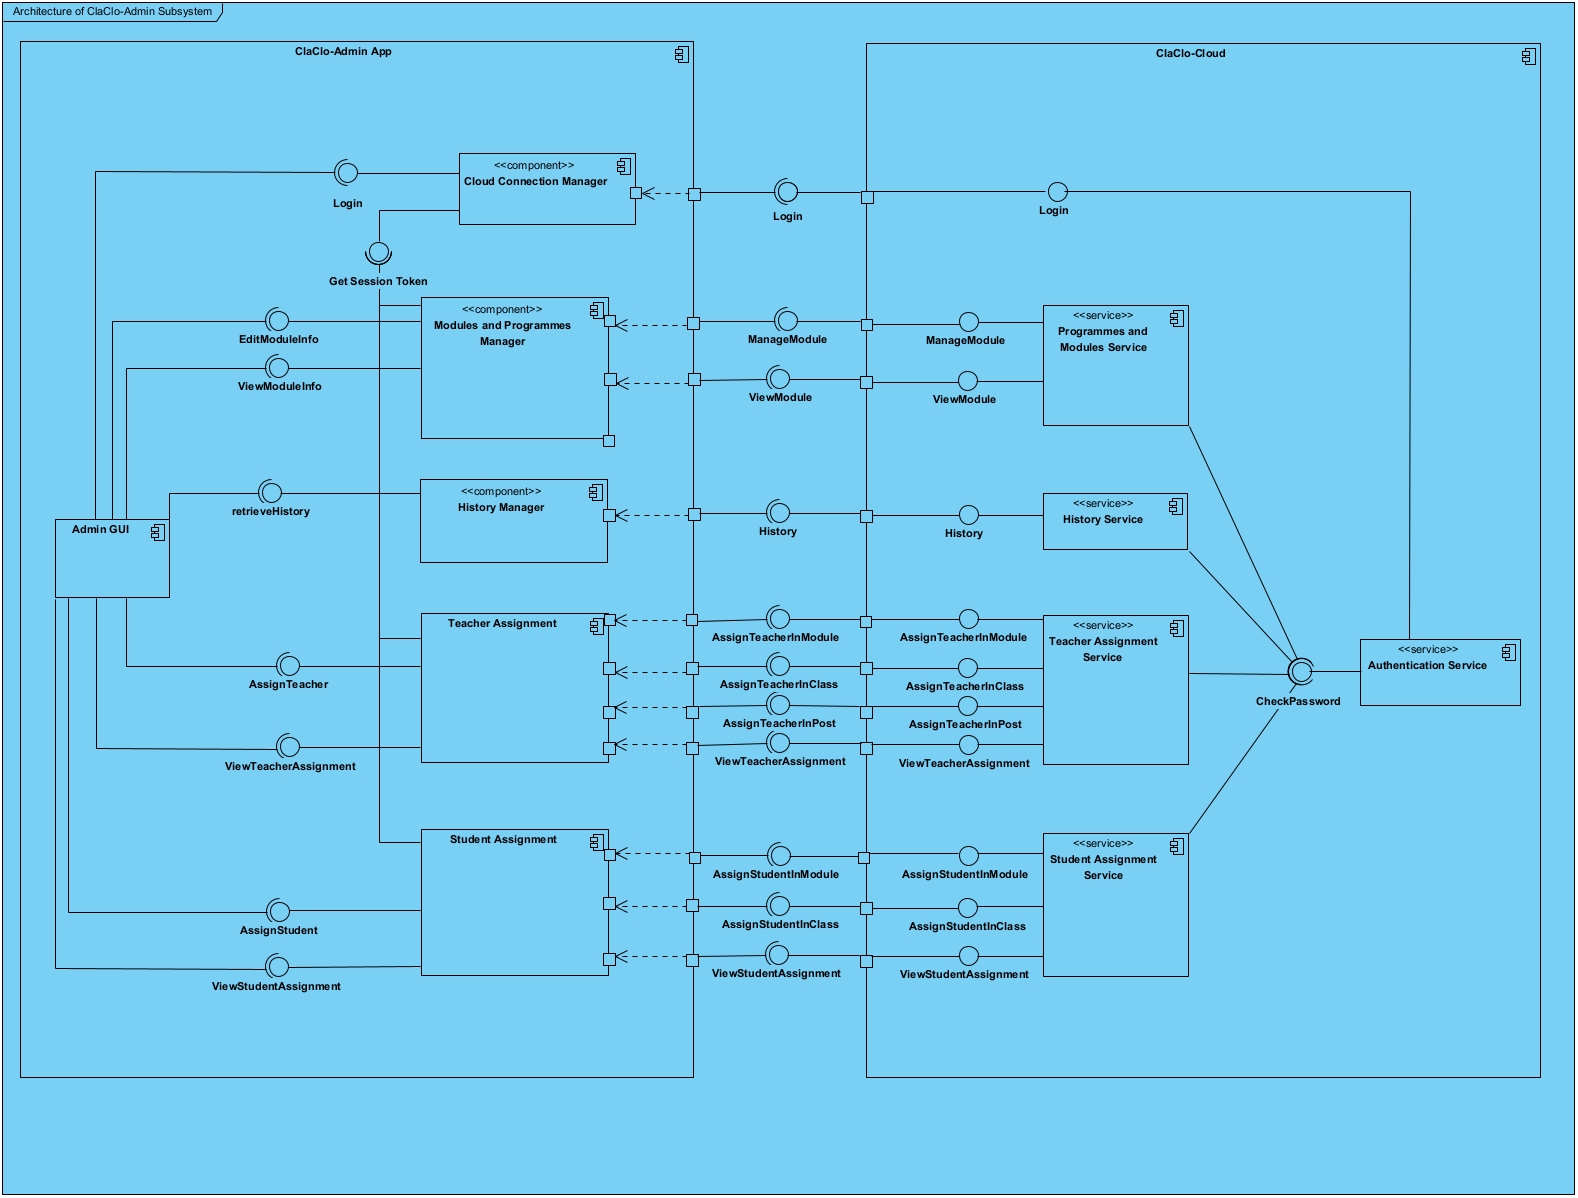 Architecture of ClaClo-Admin Subsystem
ClaClo-Admin App
ClaClo-Cloud
<<component>>
Cloud Connection Manager
Login
Login
Login
Get Session Token
<<component>>
Modules and Programmes
Manager
EditModuleInfo
ViewModuleInfo
ManageModule
ManageModule
ViewModule
ViewModule
<<service>>
Programmes and
Modules Service
<<component>>
History Manager
retrieveHistory
History
History
<<service>>
History Service
Admin GUI
Teacher Assignment
AssignTeacher
ViewTeacherAssignment
AssignTeacherInModule
AssignTeacherInModule
AssignTeacherInClass
AssignTeacherInClass
AssignTeacherInPost
AssignTeacherInPost
ViewTeacherAssignment
ViewTeacherAssignment
<<service>>
Teacher Assignment
Service
CheckPassword
<<service>>
Authentication Service
Student Assignment
AssignStudent
ViewStudentAssignment
AssignStudentInModule
AssignStudentInModule
AssignStudentInClass
AssignStudentInClass
ViewStudentAssignment
ViewStudentAssignment
<<service>>
Student Assignment
Service